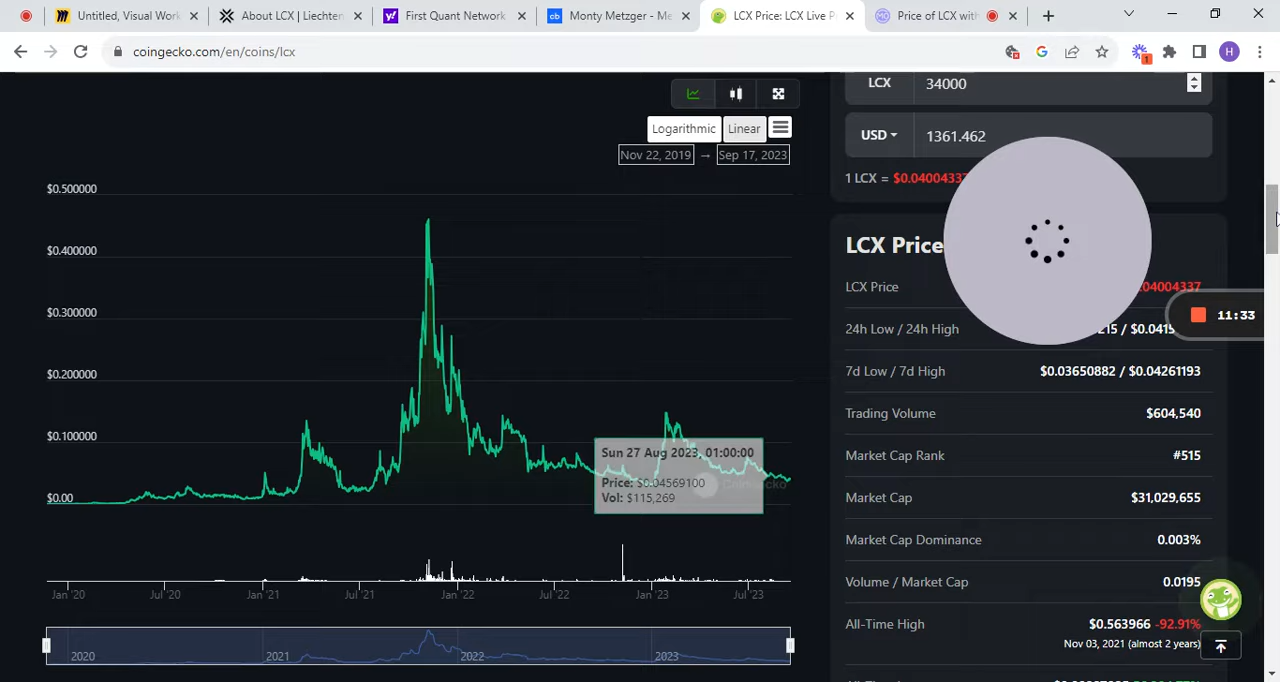 Untitled, Visual Work
About LCX | Liechten
First Quant Network
Monty Metzger - Me
LCX Price: LCX Live P
Price of LCX with
coingecko.com/en/coins/lcx
1
H
LCX 34000
Logarithmic Linear
USD 1361.462
Nov 22, 2019 → Sep 17, 2023
1 LCX = $0.04004337
$0.500000
$0.400000
$0.300000
$0.200000
$0.100000
$0.00
Sun 27 Aug 2023, 01:00:00
Price: $0.04569100
Vol: $115,269
Jan '20 Jul '20 Jan '21 Jul '21 Jan '22 Jul '22 Jan '23 Jul '23
2020 2021 2022 2023
LCX Price
LCX Price .04004337
11:33
24h Low / 24h High 215 / $0.0415
7d Low / 7d High $0.03650882 / $0.04261193
Trading Volume $604,540
Market Cap Rank #515
Market Cap $31,029,655
Market Cap Dominance 0.003%
Volume / Market Cap 0.0195
All-Time High $0.563966 -92.91%
Nov 03, 2021 (almost 2 years)